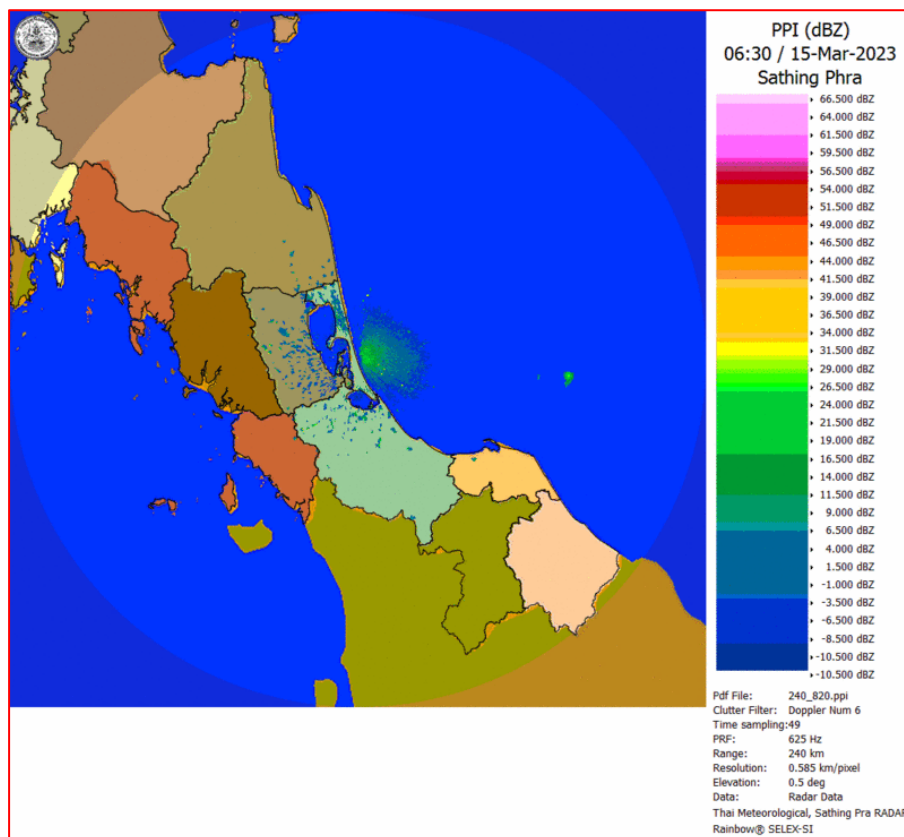 PPI (dBZ)
06:30 / 15-Mar-2023
Sathing Phra
66.500 dBZ
64.000 dBZ
61.500 dBZ
59.500 dBZ
56.500 dBZ
54.000 dBZ
51.500 dBZ
49.000 dBZ
46.500 dBZ
44.000 dBZ
41.500 dBZ
39.000 dBZ
36.500 dBZ
34.000 dBZ
31.500 dBZ
29.000 dBZ
26.500 dBZ
24.000 dBZ
21.500 dBZ
19.000 dBZ
16.500 dBZ
14.000 dBZ
11.500 dBZ
9.000 dBZ
6.500 dBZ
4.000 dBZ
1.500 dBZ
-1.000 dBZ
-3.500 dBZ
-6.500 dBZ
-8.500 dBZ
-10.500 dBZ
-10.500 dBZ
Pdf File: 240_820.ppi
Clutter Filter: Doppler Num 6
Time sampling:49
PRF: 625 Hz
Range: 240 km
Resolution: 0.585 km/pixel
Elevation: 0.5 deg
Data: Radar Data
Thai Meteorological, Sathing Pra RADAR
Rainbow® SELEX-SI